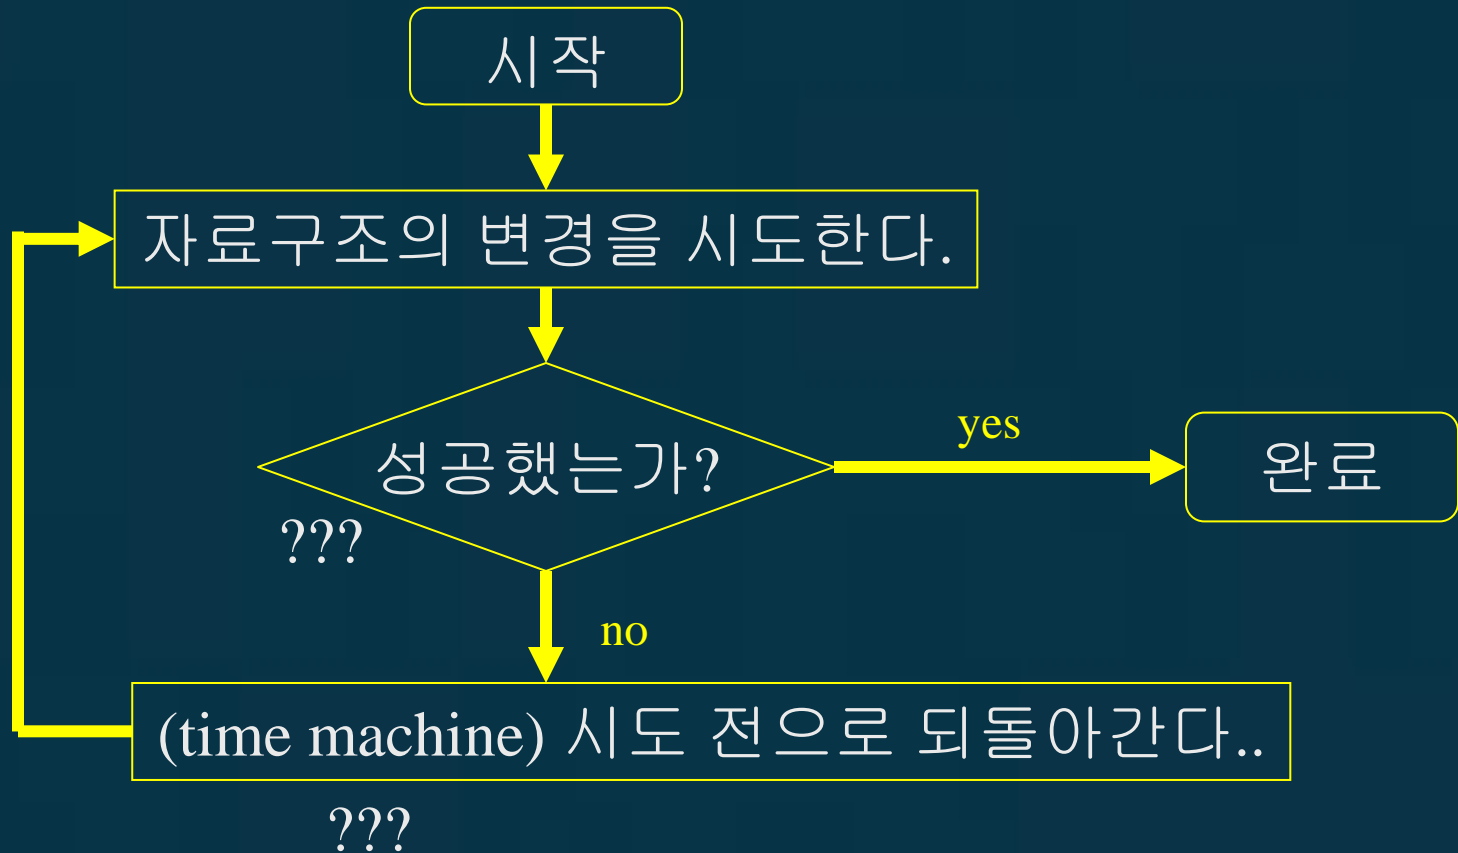 시작
자료구조의 변경을 시도한다.
성공했는가?
yes
완료
???
no
(time machine) 시도 전으로 되돌아간다..
???